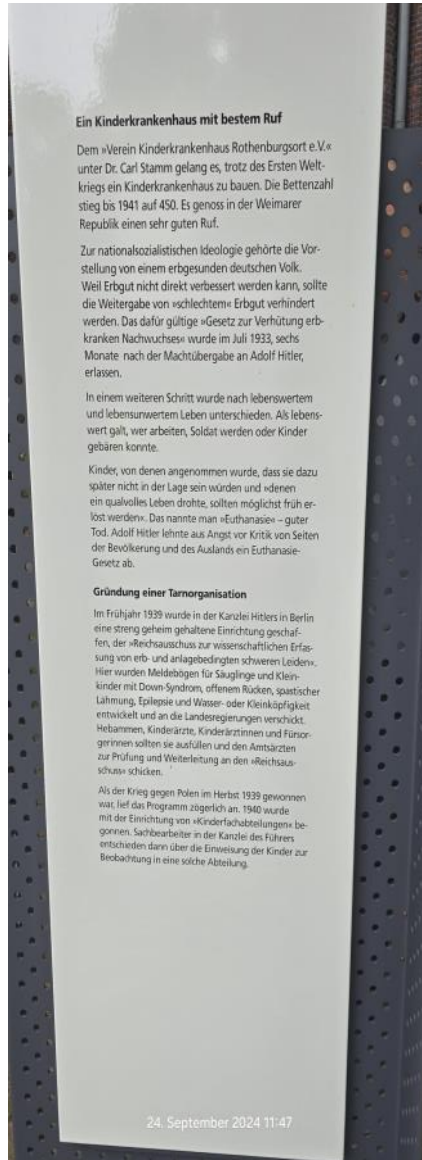 Ein Kinderkrankenhaus mit bestem Ruf
Dem »Verein Kinderkrankenhaus Rothenburgsort e.V.«
unter Dr. Carl Stamm gelang es, trotz des Ersten Welt-
kriegs ein Kinderkrankenhaus zu bauen. Die Bettenzahl
stieg bis 1941 auf 450. Es genoss in der Weimarer
Republik einen sehr guten Ruf.
Zur nationalsozialistischen Ideologie gehörte die Vor-
stellung von einem erbgesunden deutschen Volk.
Weil Erbgut nicht direkt verbessert werden kann, sollte
die Weitergabe von »schlechtem« Erbgut verhindert
werden. Das dafür gültige »Gesetz zur Verhütung erb-
kranken Nachwuchses« wurde im Juli 1933, sechs
Monate nach der Machtübergabe an Adolf Hitler,
erlassen.
In einem weiteren Schritt wurde nach lebenswertem
und lebensunwertem Leben unterschieden. Als lebens-
wert galt, wer arbeiten, Soldat werden oder Kinder
gebären konnte.
Kinder, von denen angenommen wurde, dass sie dazu
später nicht in der Lage sein würden und »denen
ein qualvolles Leben drohte, sollten möglichst früh er-
löst werden«. Das nannte man »Euthanasie« – guter
Tod. Adolf Hitler lehnte aus Angst vor Kritik von Seiten
der Bevölkerung und des Auslands ein Euthanasie-
Gesetz ab.
Gründung einer Tarnorganisation
Im Frühjahr 1939 wurde in der Kanzlei Hitlers in Berlin
eine streng geheim gehaltene Einrichtung geschaf-
fen, der »Reichsausschuss zur wissenschaftlichen Erfas-
sung von erb- und anlagebedingten schweren Leiden«.
Hier wurden Meldebögen für Säuglinge und Klein-
kinder mit Down-Syndrom, offenem Rücken, spastischer
Lähmung, Epilepsie und Wasser- oder Kleinköpfigkeit
entwickelt und an die Landesregierungen verschickt.
Hebammen, Kinderärzte, Kinderärztinnen und Fürsor-
gerinnen sollten sie ausfüllen und den Amtsärzten
zur Prüfung und Weiterleitung an den »Reichsaus-
schuss« schicken.
Als der Krieg gegen Polen im Herbst 1939 gewonnen
war, lief das Programm zögerlich an. 1940 wurde
mit der Einrichtung von »Kinderfachabteilungen« be-
gonnen. Sachbearbeiter in der Kanzlei des Führers
entschieden dann über die Einweisung der Kinder zur
Beobachtung in eine solche Abteilung.
24. September 2024 11:47